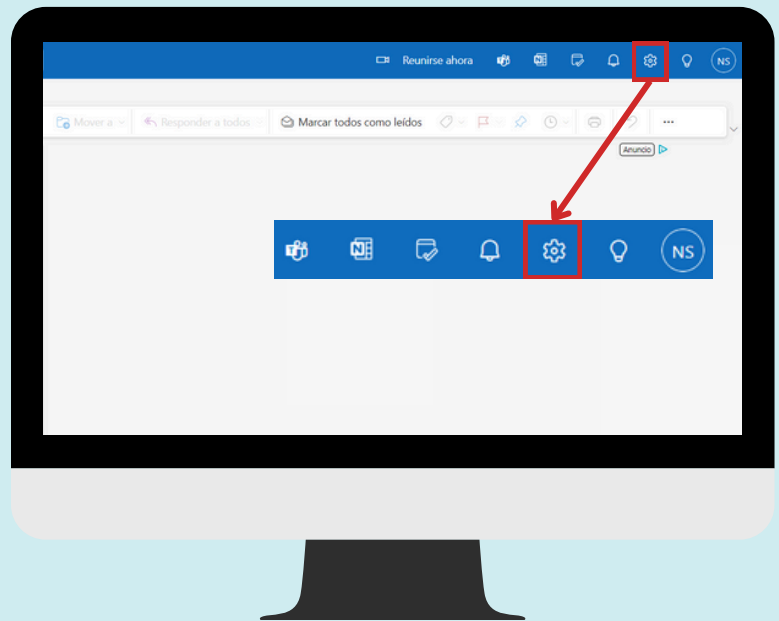 Reunirse ahora NS
Mover a Responder a todos Marcar todos como leídos ...
Anuncio
NS